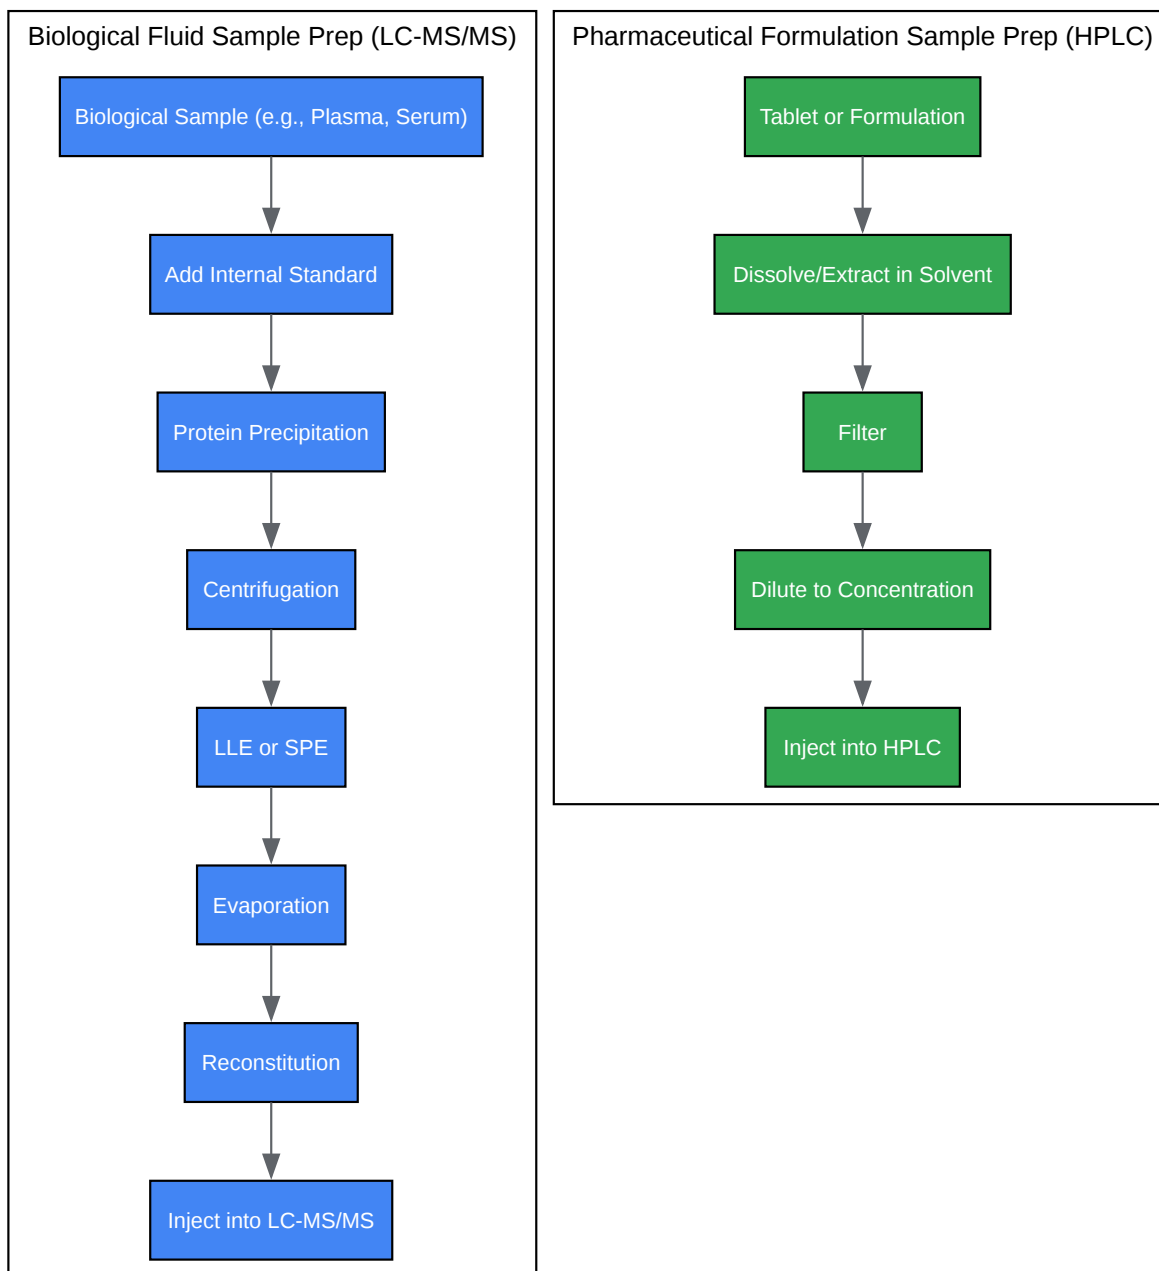 Biological Fluid Sample Prep (LC-MS/MS)
Biological Sample (e.g., Plasma, Serum)
Add Internal Standard
Protein Precipitation
Centrifugation
LLE or SPE
Evaporation
Reconstitution
Inject into LC-MS/MS
Pharmaceutical Formulation Sample Prep (HPLC)
Tablet or Formulation
Dissolve/Extract in Solvent
Filter
Dilute to Concentration
Inject into HPLC